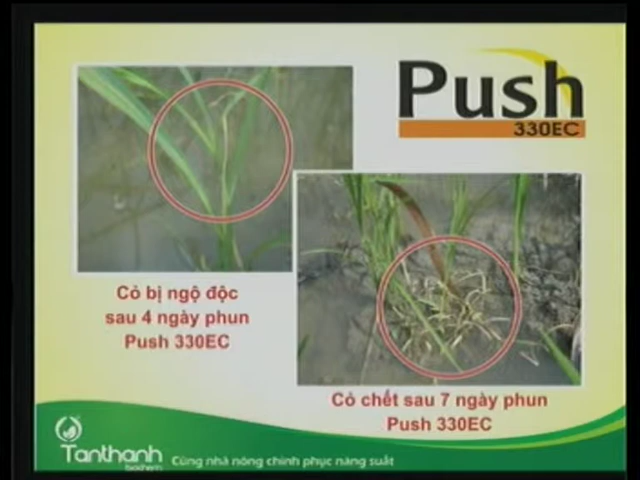 Push
330EC
Cỏ bị ngộ độc
sau 4 ngày phun
Push 330EC
Cỏ chết sau 7 ngày phun
Push 330EC
Tanthanh
Cùng nhà nông chinh phục năng suất